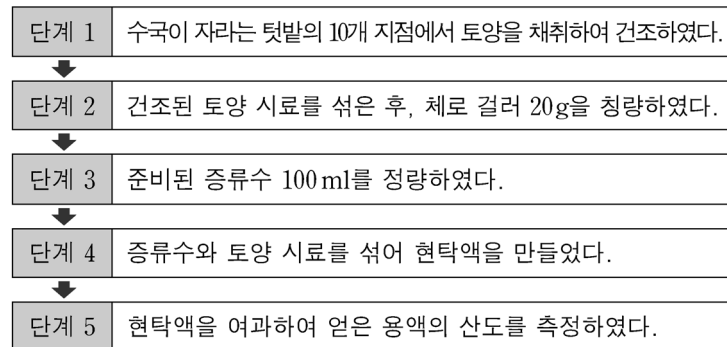 단계 1 수국이 자라는 텃밭의 10개 지점에서 토양을 채취하여 건조하였다.
단계 2 건조된 토양 시료를 섞은 후, 체로 걸러 20g을 칭량하였다.
단계 3 준비된 증류수 100ml를 정량하였다.
단계 4 증류수와 토양 시료를 섞어 현탁액을 만들었다.
단계 5 현탁액을 여과하여 얻은 용액의 산도를 측정하였다.